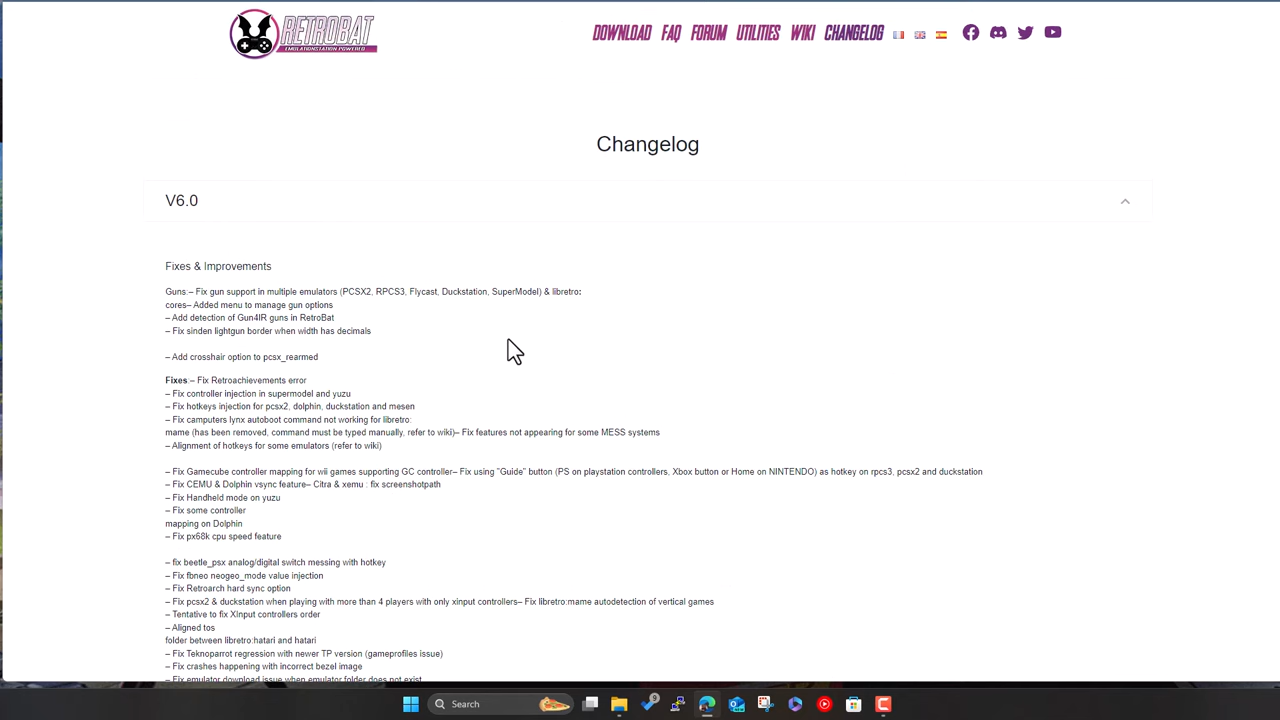 RETROBAT
EMULATIONSTATION POWERED
DOWNLOAD FAQ FORUM UTILITIES WIKI CHANGELOG
Changelog
V6.0
Fixes & Improvements
Guns:– Fix gun support in multiple emulators (PCSX2, RPCS3, Flycast, Duckstation, SuperModel) & libretro:
cores– Added menu to manage gun options
– Add detection of Gun4IR guns in RetroBat
– Fix sinden lightgun border when width has decimals
– Add crosshair option to pcsx_rearmed
Fixes:– Fix Retroachievements error
– Fix controller injection in supermodel and yuzu
– Fix hotkeys injection for pcsx2, dolphin, duckstation and mesen
– Fix camputers lynx autoboot command not working for libretro:
mame (has been removed, command must be typed manually, refer to wiki)– Fix features not appearing for some MESS systems
– Alignment of hotkeys for some emulators (refer to wiki)
– Fix Gamecube controller mapping for wii games supporting GC controller– Fix using "Guide" button (PS on playstation controllers, Xbox button or Home on NINTENDO) as hotkey on rpcs3, pcsx2 and duckstation
– Fix CEMU & Dolphin vsync feature– Citra & xemu : fix screenshotpath
– Fix Handheld mode on yuzu
– Fix some controller
mapping on Dolphin
– Fix px68k cpu speed feature
– fix beetle_psx analog/digital switch messing with hotkey
– Fix fbneo neogeo_mode value injection
– Fix Retroarch hard sync option
– Fix pcsx2 & duckstation when playing with more than 4 players with only xinput controllers– Fix libretro:mame autodetection of vertical games
– Tentative to fix XInput controllers order
– Aligned tos
folder between libretro:hatari and hatari
– Fix Teknoparrot regression with newer TP version (gameprofiles issue)
– Fix crashes happening with incorrect bezel image
– Fix emulator download issue when emulator folder does not exist
Search
9